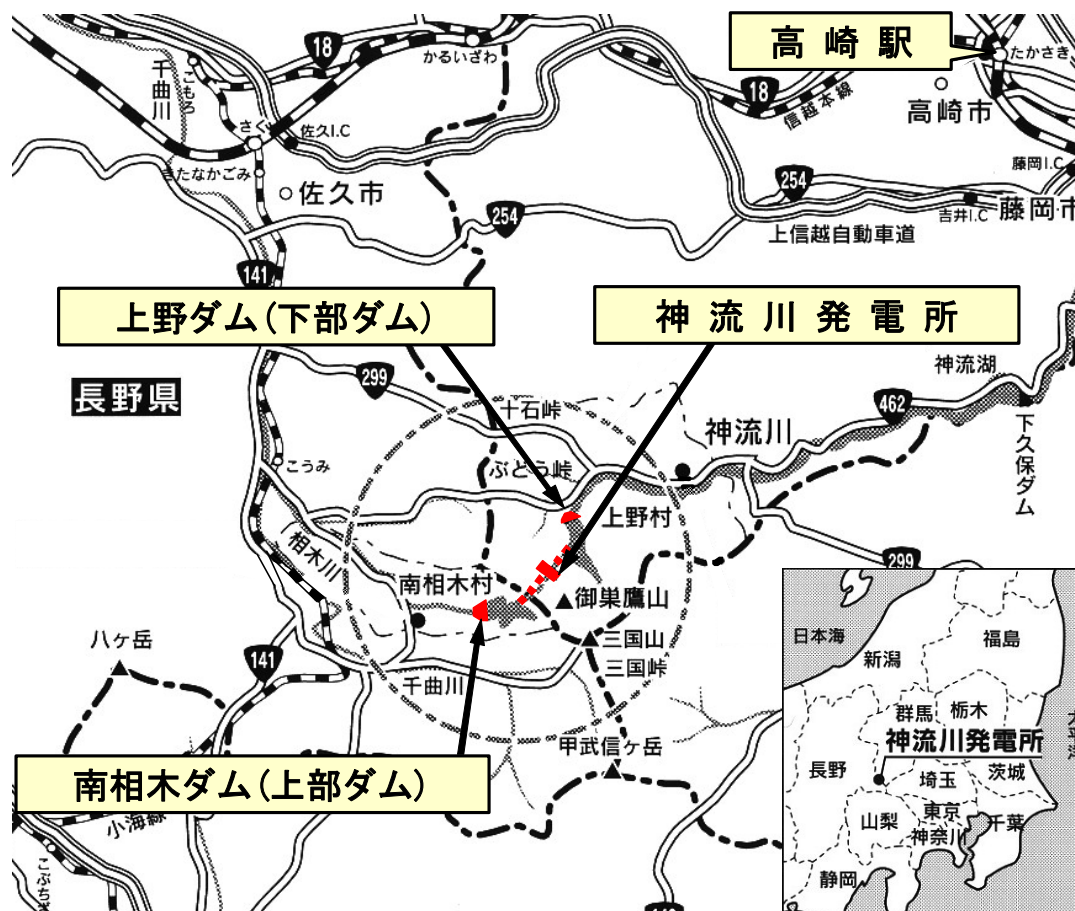 高崎駅
18
かるいざわ
たかさき
千曲川
こもろ
18
信越本線
高崎市
さく
佐久I.C
藤岡I.C
きたなかごみ
佐久市
254
254
吉井I.C
藤岡市
上信越自動車道
141
上野ダム(下部ダム)
神流川発電所
長野県
299
十石峠
神流湖
462
神流川
下久保ダム
こうみ
ぶどう峠
上野村
相木川
299
南相木村
御巣鷹山
八ヶ岳
三国山
三国峠
141
千曲川
甲武信ヶ岳
南相木ダム(上部ダム)
小海線
日本海
福島
新潟
群馬
栃木
太平洋
神流川発電所
長野
茨城
埼玉
山梨
東京
千葉
神奈川
静岡